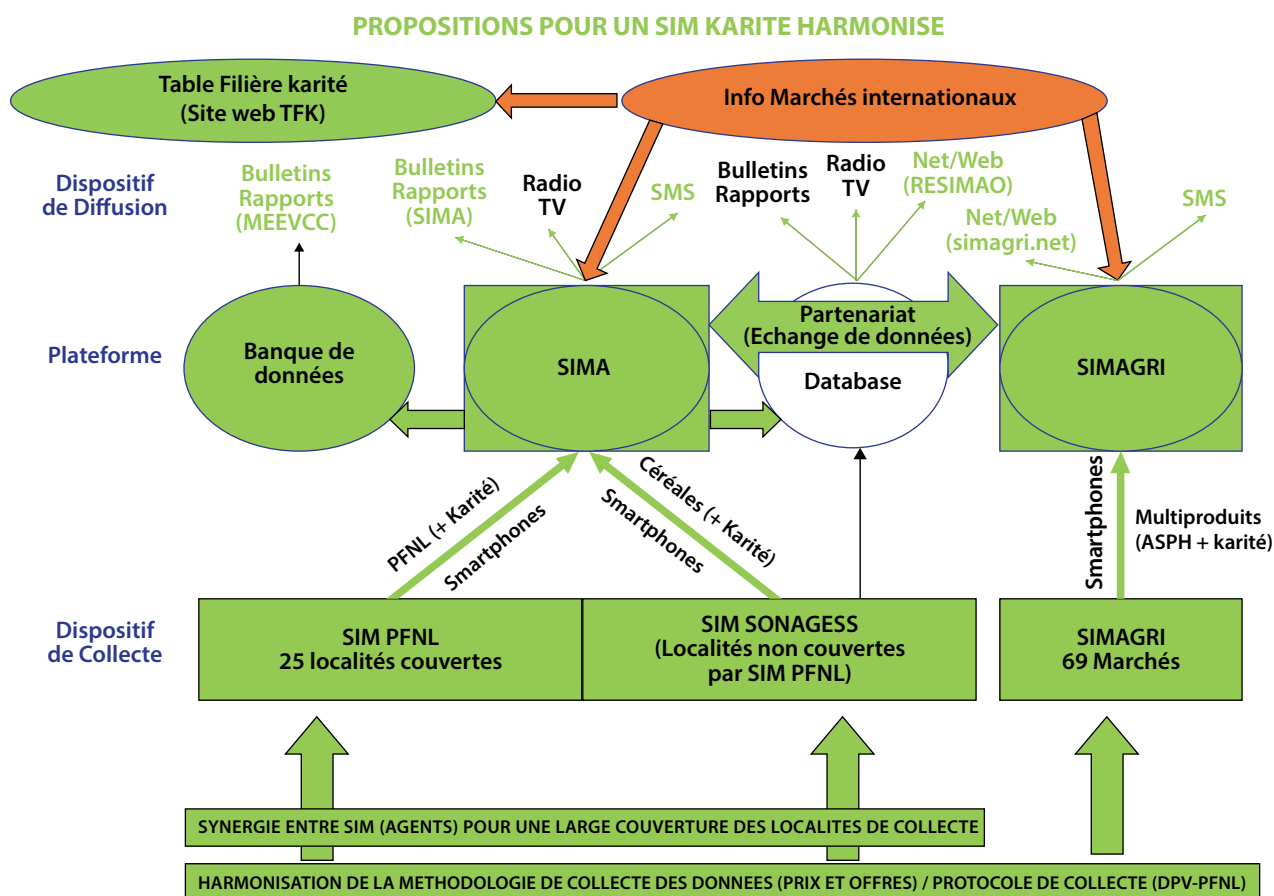 PROPOSITIONS POUR UN SIM KARITE HARMONISE
Table Filière karité
(Site web TFK)
Info Marchés internationaux
Dispositif
de Diffusion
Bulletins
Rapports
(MEEVCC)
Bulletins
Rapports
(SIMA)
Radio
TV
SMS
Bulletins
Rapports
Radio
TV
Net/Web
(RESIMAO)
Net/Web
(simagri.net)
SMS
Plateforme
Banque de
données
SIMA
Partenariat
(Echange de données)
Database
SIMAGRI
PFNL (+ Karité)
Smartphones
Céréales (+ Karité)
Smartphones
Smartphones
Multiproduits
(ASPH + karité)
Dispositif
de Collecte
SIM PFNL
25 localités couvertes
SIM SONAGESS
(Localités non couvertes
par SIM PFNL)
SIMAGRI
69 Marchés
SYNERGIE ENTRE SIM (AGENTS) POUR UNE LARGE COUVERTURE DES LOCALITES DE COLLECTE
HARMONISATION DE LA METHODOLOGIE DE COLLECTE DES DONNEES (PRIX ET OFFRES) / PROTOCOLE DE COLLECTE (DPV-PFNL)